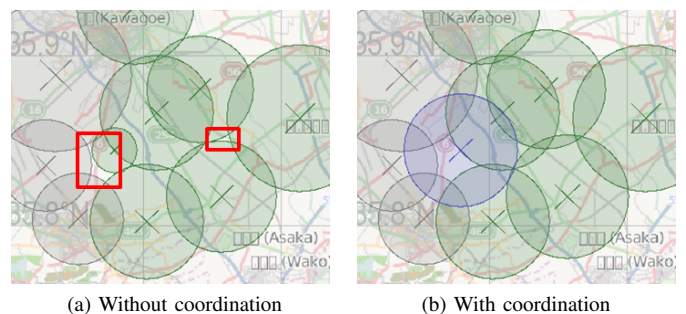 (Kawagoe)
(Kawagoe)
35.9°N
35.9°N
16
16
35.8°N
35.8°N
(Asaka)
(Asaka)
(Wako)
(Wako)
(a) Without coordination
(b) With coordination